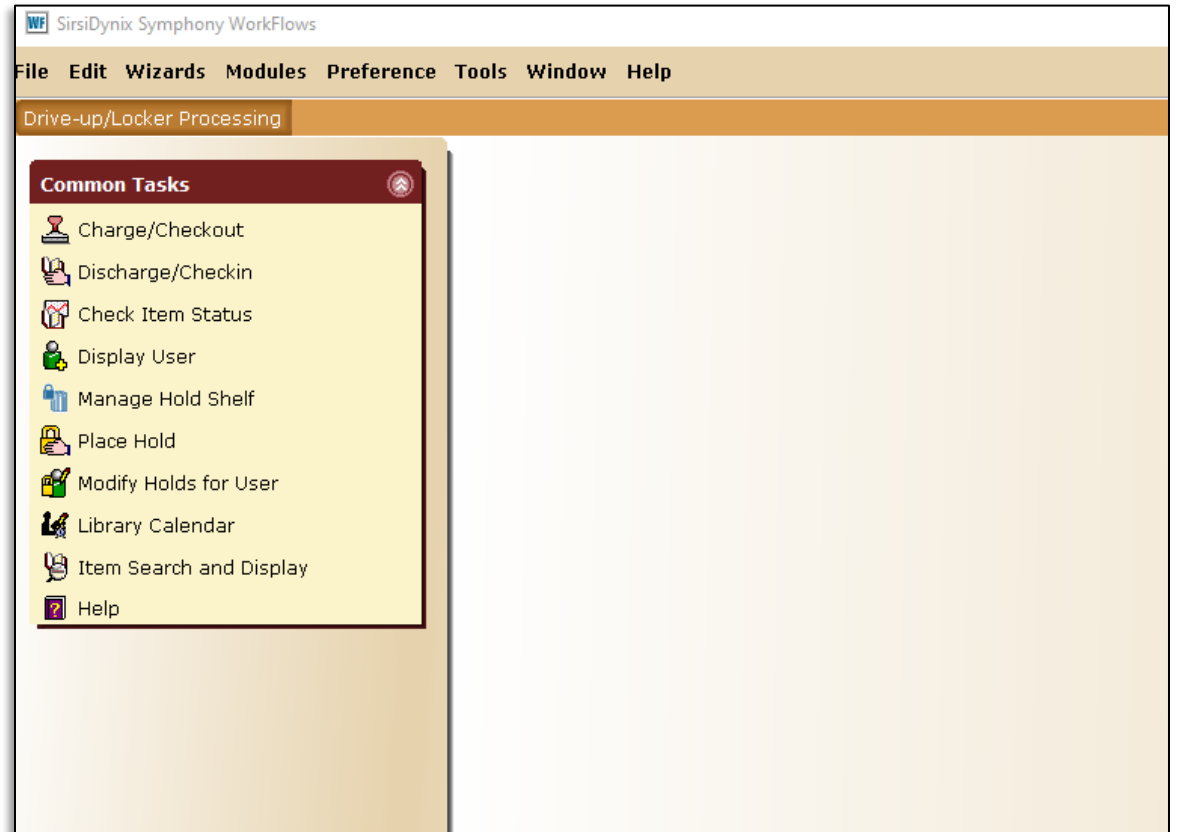 WF SirsiDynix Symphony WorkFlows
File Edit Wizards Modules Preference Tools Window Help
Drive-up/Locker Processing
Common Tasks
Charge/Checkout
Discharge/Checkin
Check Item Status
Display User
Manage Hold Shelf
Place Hold
Modify Holds for User
Library Calendar
Item Search and Display
? Help